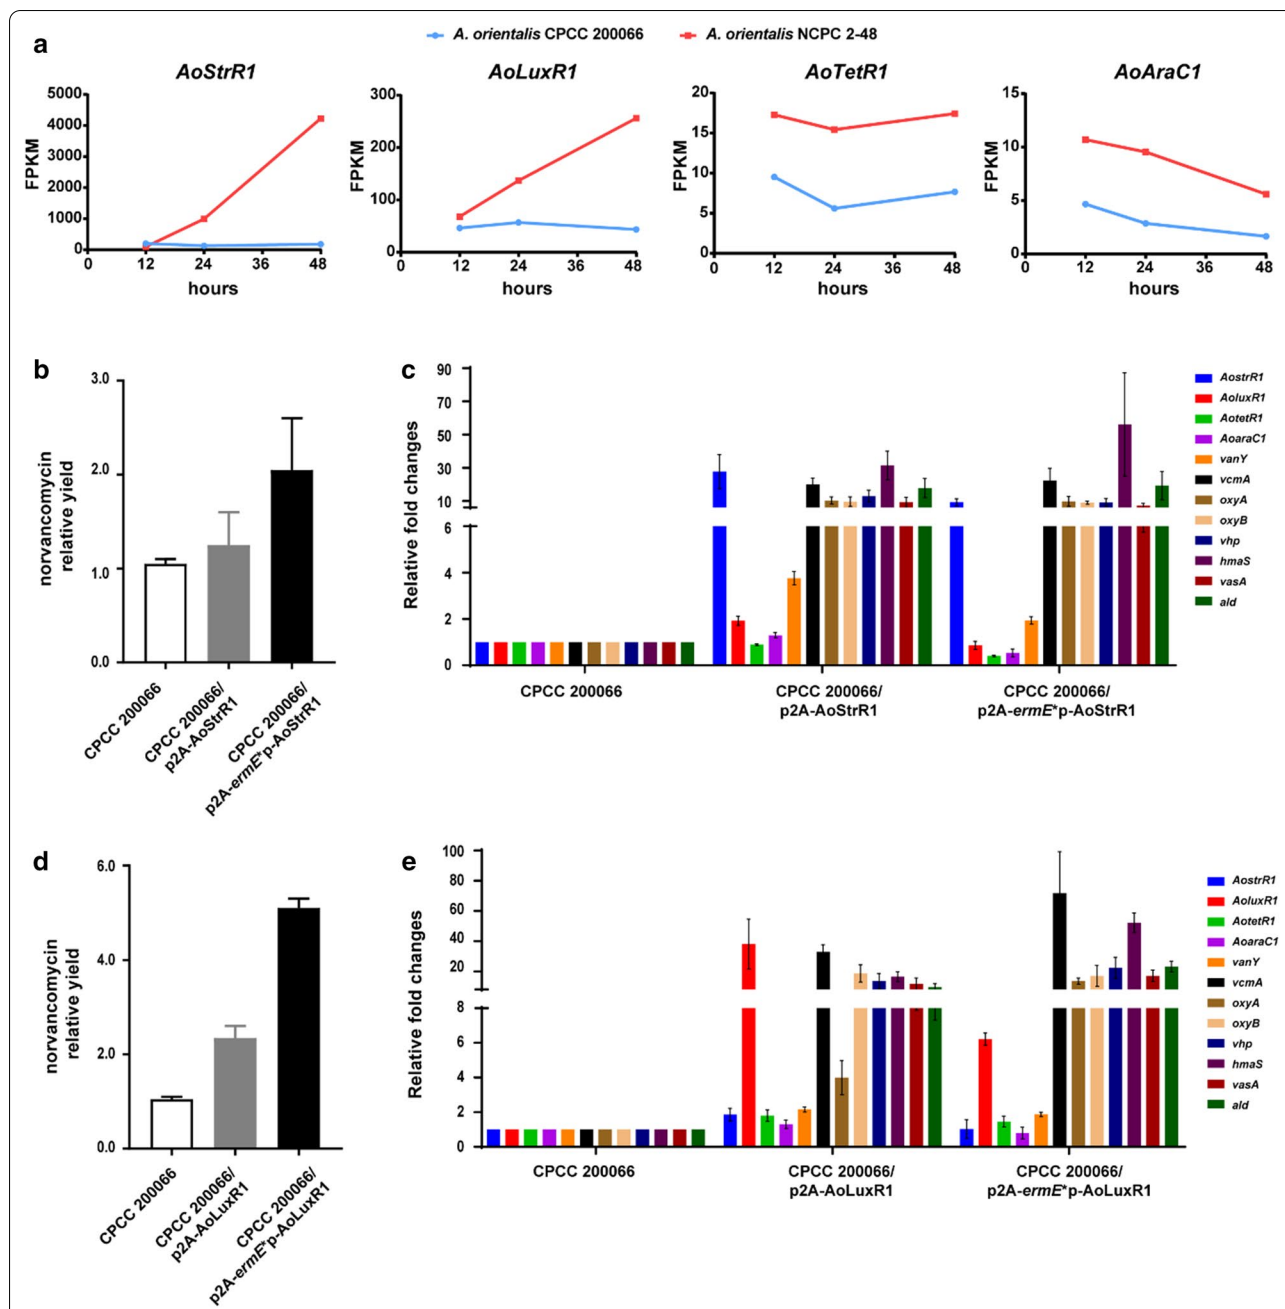 A. orientalis CPCC 200066 A. orientalis NCPC 2-48
a
AoStrR1
FPKM
5000
4000
3000
2000
1000
0
0 12 24 36 48
hours
AoLuxR1
FPKM
300
200
100
0
0 12 24 36 48
hours
AoTetR1
FPKM
20
15
10
5
0
0 12 24 36 48
hours
AoAraC1
FPKM
15
10
5
0
0 12 24 36 48
hours
b
norvancomycin
relative yield
3.0
2.0
1.0
0.0
CPCC 200066
CPCC 200066/
p2A-AoStrR1
CPCC 200066/
p2A-ermE*p-AoStrR1
c
Relative fold changes
90
70
50
30
10
6
4
2
0
CPCC 200066
CPCC 200066/
p2A-AoStrR1
CPCC 200066/
p2A-ermE*p-AoStrR1
AostrR1
AoluxR1
AotetR1
AoaraC1
vanY
vcmA
oxyA
oxyB
vhp
hmaS
vasA
ald
d
norvancomycin
relative yield
6.0
4.0
2.0
0.0
CPCC 200066
CPCC 200066/
p2A-AoLuxR1
CPCC 200066/
p2A-ermE*p-AoLuxR1
e
Relative fold changes
100
80
60
40
20
8
6
4
2
0
CPCC 200066
CPCC 200066/
p2A-AoLuxR1
CPCC 200066/
p2A-ermE*p-AoLuxR1
AostrR1
AoluxR1
AotetR1
AoaraC1
vanY
vcmA
oxyA
oxyB
vhp
hmaS
vasA
ald